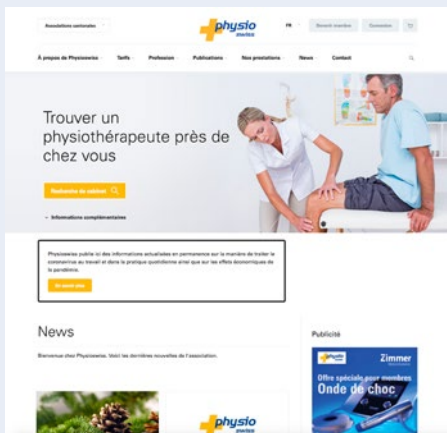 Associations cantonales
physio
swiss
FR
Devenir membre
Connexion
À propos de Physioswiss
Tarifs
Profession
Publications
Nos prestations
News
Contact
Trouver un
physiothérapeute près de
chez vous
Recherche de cabinet
Informations complémentaires
Physioswiss publie ici des informations actualisées en permanence sur la manière de traiter le
coronavirus au travail et dans la pratique quotidienne ainsi que sur les effets économiques de
la pandémie.
En savoir plus
News
Bienvenue chez Physioswiss. Voici les dernières nouvelles de l'association.
Publicité
physio
Zimmer
Offre spéciale pour membres
Onde de choc
physio
swiss